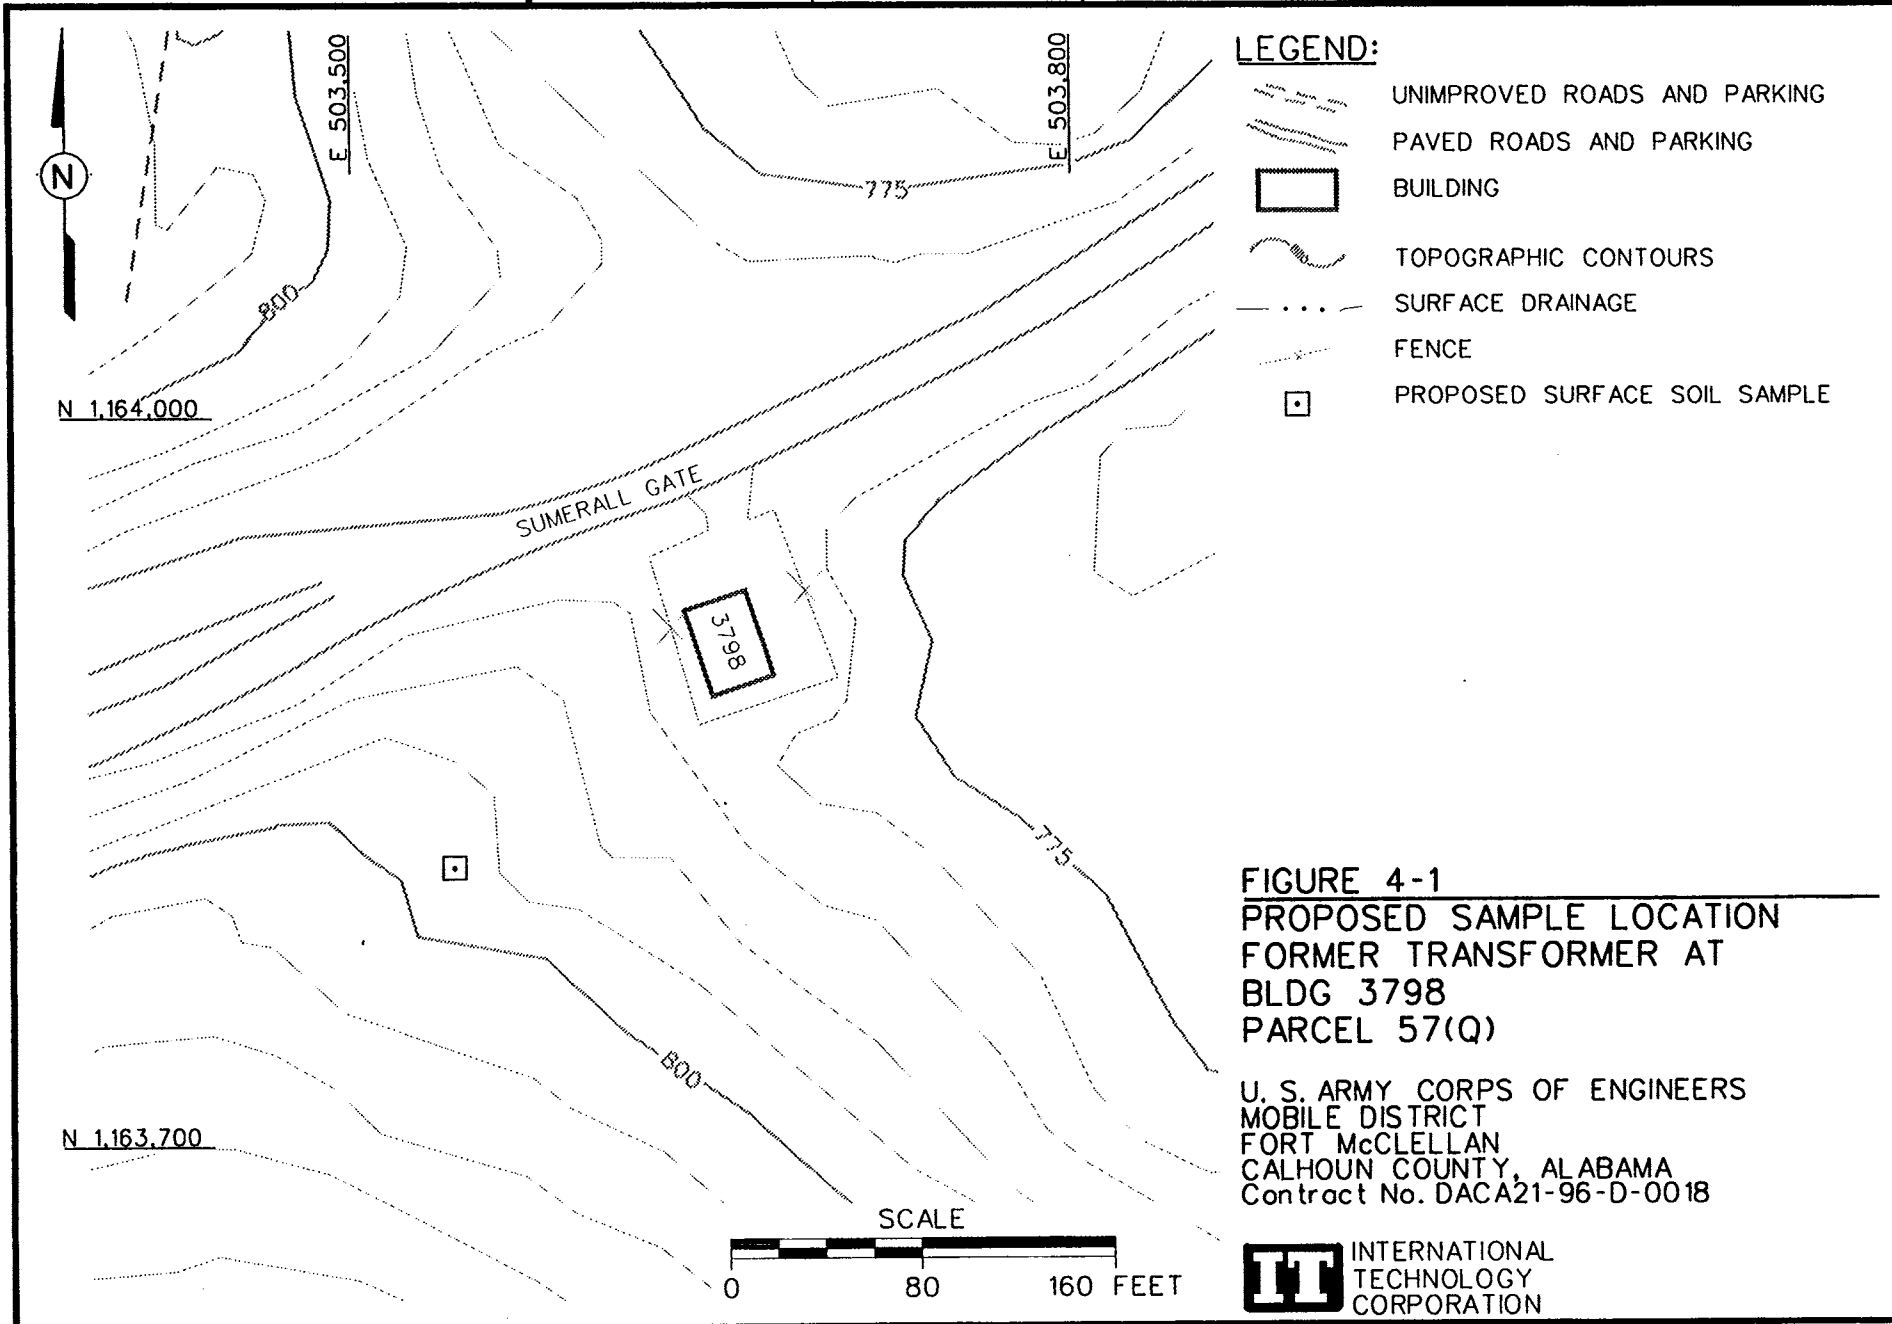 E 503,500
E 503,800
N
775
800
N 1,164,000
SUMERALL GATE
3798
775
800
N 1,163,700
SCALE
0 80 160 FEET
LEGEND:
UNIMPROVED ROADS AND PARKING
PAVED ROADS AND PARKING
BUILDING
TOPOGRAPHIC CONTOURS
SURFACE DRAINAGE
FENCE
PROPOSED SURFACE SOIL SAMPLE
FIGURE 4-1
PROPOSED SAMPLE LOCATION
FORMER TRANSFORMER AT
BLDG 3798
PARCEL 57(Q)
U. S. ARMY CORPS OF ENGINEERS
MOBILE DISTRICT
FORT McCLELLAN
CALHOUN COUNTY, ALABAMA
Contract No. DACA21-96-D-0018
IT
INTERNATIONAL
TECHNOLOGY
CORPORATION